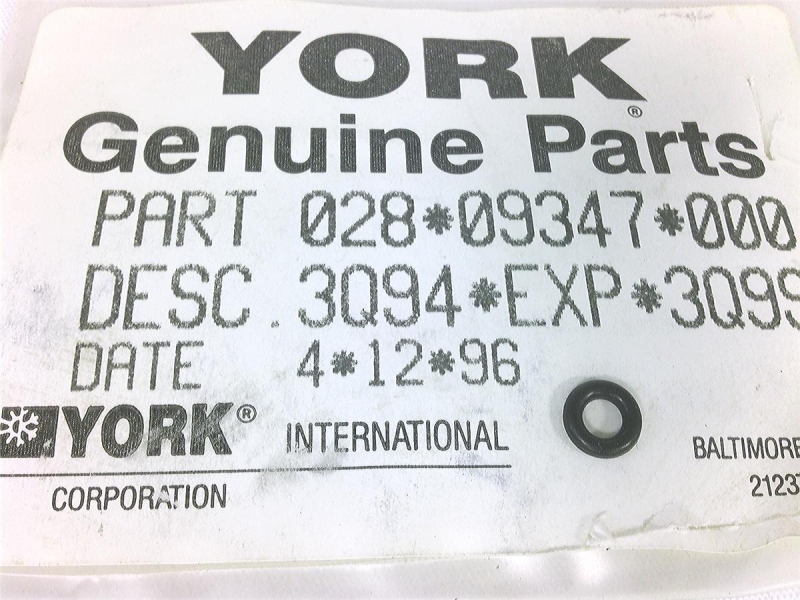 YORK®
Genuine Parts
PART 028*09347*000
DESC. 3Q94*EXP*3Q99
DATE 4*12*96
YORK® INTERNATIONAL
CORPORATION
BALTIMORE
21237